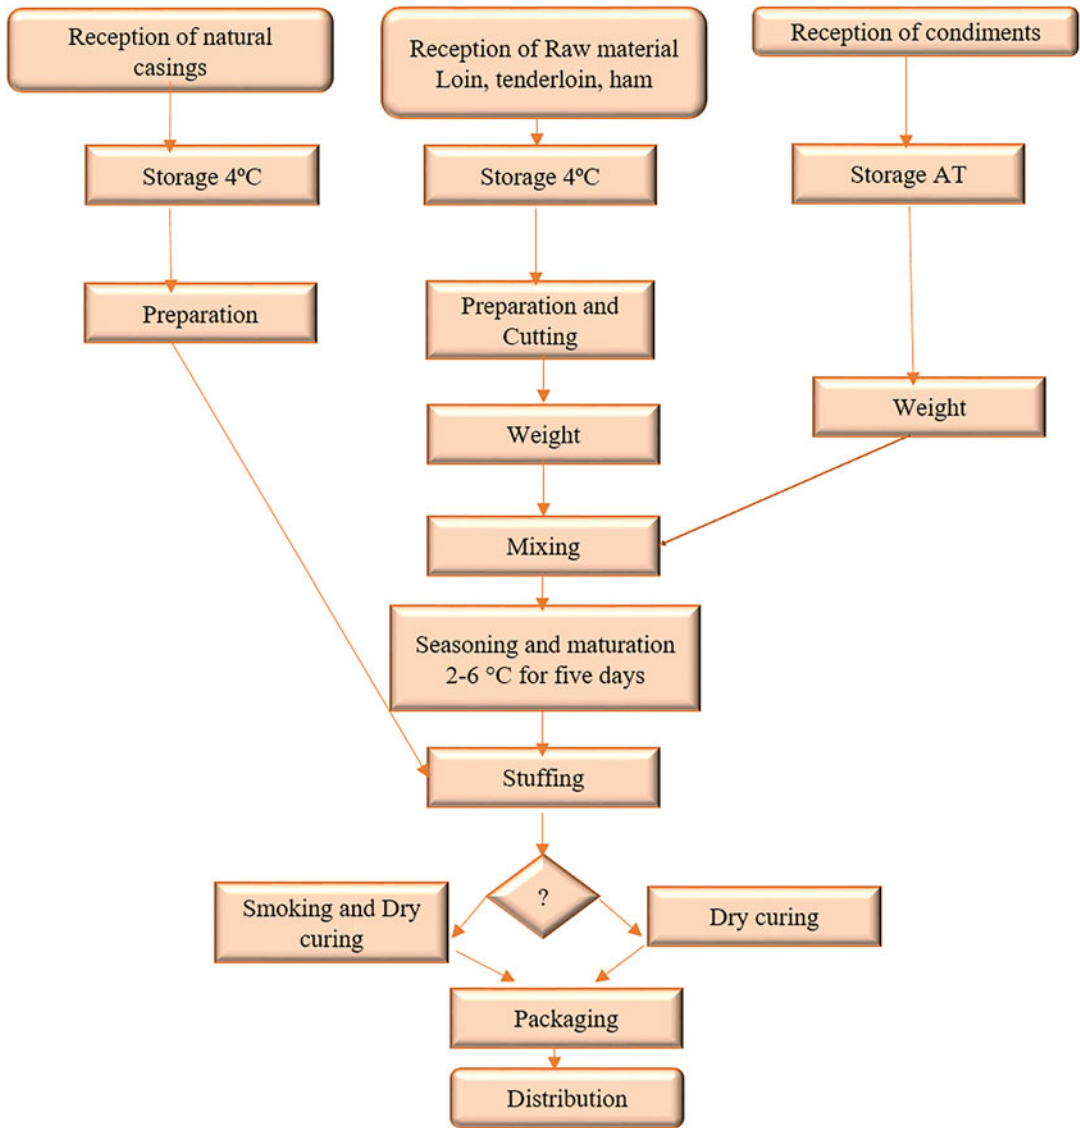 Reception of natural
casings
Reception of Raw material
Loin, tenderloin, ham
Reception of condiments
Storage 4ºC
Storage 4ºC
Storage AT
Preparation
Preparation and
Cutting
Weight
Weight
Mixing
Seasoning and maturation
2-6 °C for five days
Stuffing
?
Smoking and Dry
curing
Dry curing
Packaging
Distribution